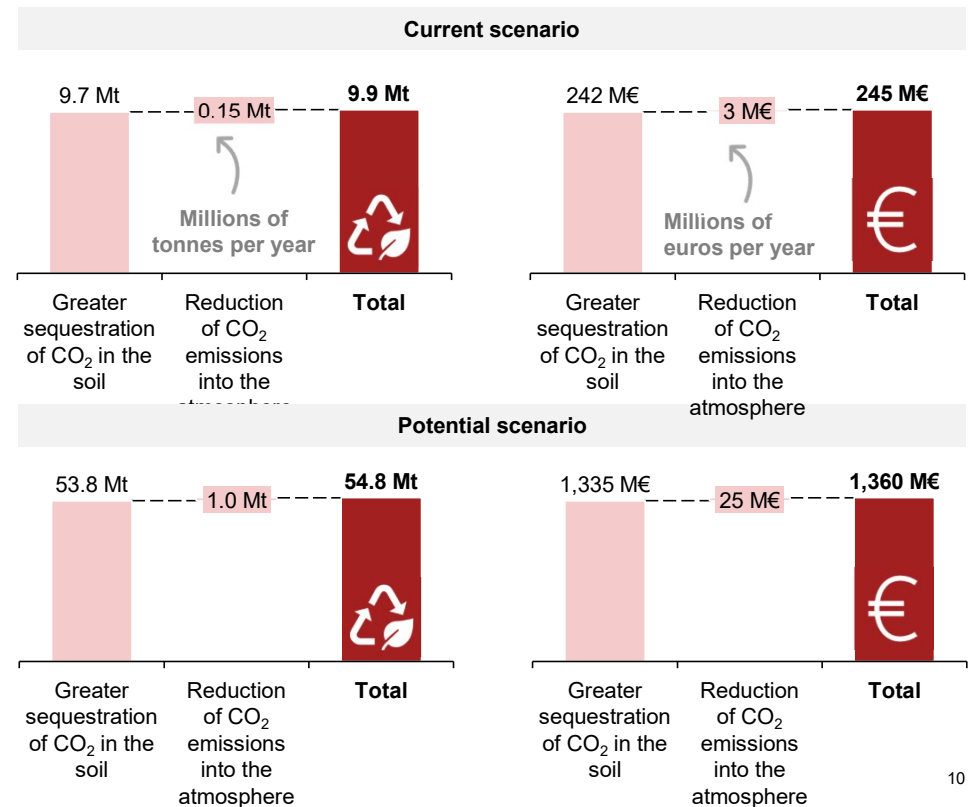 Current scenario
9.7 Mt
0.15 Mt
9.9 Mt
Millions of
tonnes per year
Greater
sequestration
of CO₂ in the
soil
Reduction
of CO₂
emissions
into the
Total
242 M€
3 M€
245 M€
Millions of
euros per year
€
Greater
sequestration
of CO₂ in the
soil
Reduction
of CO₂
emissions
into the
atmosphere
Total
Potential scenario
53.8 Mt
1.0 Mt
54.8 Mt
Greater
sequestration
of CO₂ in the
soil
Reduction
of CO₂
emissions
into the
atmosphere
Total
1,335 M€
25 M€
1,360 M€
€
Greater
sequestration
of CO₂ in the
soil
Reduction
of CO₂
emissions
into the
atmosphere
Total
10